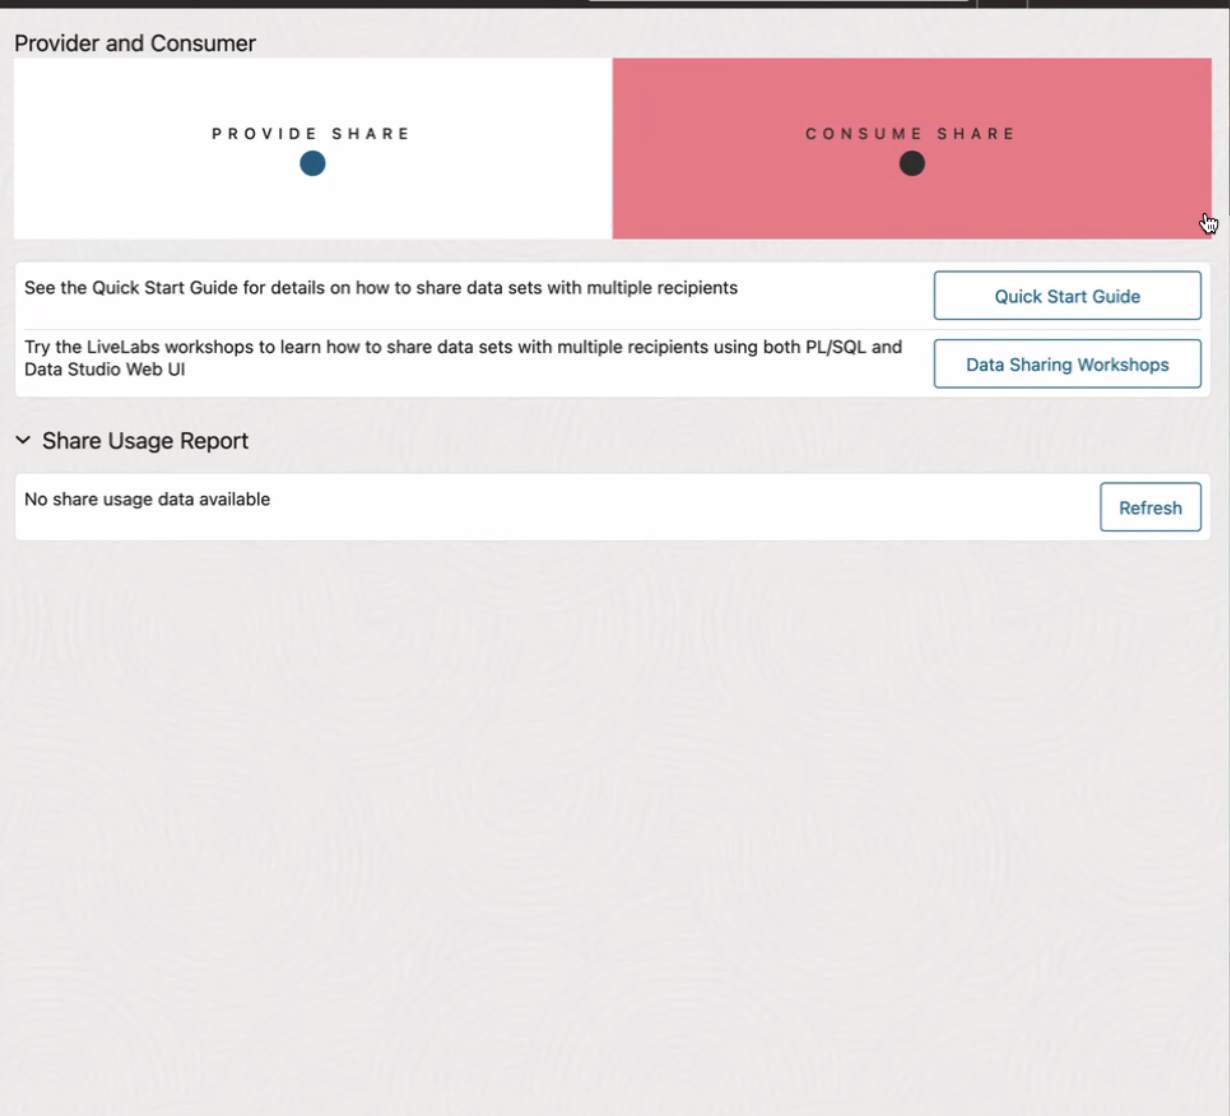 Provider and Consumer
PROVIDE SHARE
CONSUME SHARE
See the Quick Start Guide for details on how to share data sets with multiple recipients
Quick Start Guide
Try the LiveLabs workshops to learn how to share data sets with multiple recipients using both PL/SQL and
Data Studio Web UI
Data Sharing Workshops
Share Usage Report
No share usage data available
Refresh